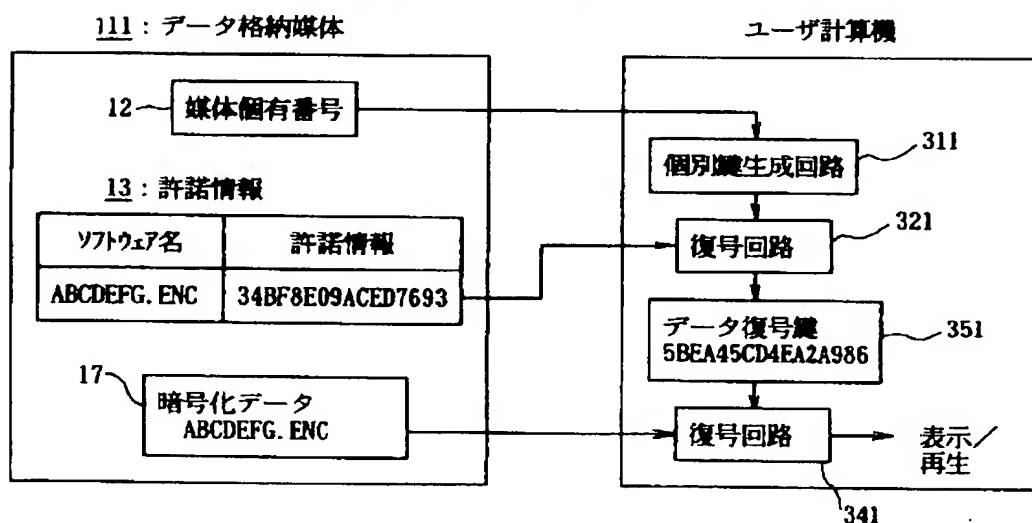 111：データ格納媒体
ユーザ計算機
12
媒体個有番号
311
個別鍵生成回路
13：許諾情報
321
復号回路
ソフトウェア名
許諾情報
ABCDEFG.ENC
34BF8E09ACED7693
351
データ復号鍵
5BEA45CD4EA2A986
17
暗号化データ
ABCDEFG.ENC
復号回路
表示／
再生
341